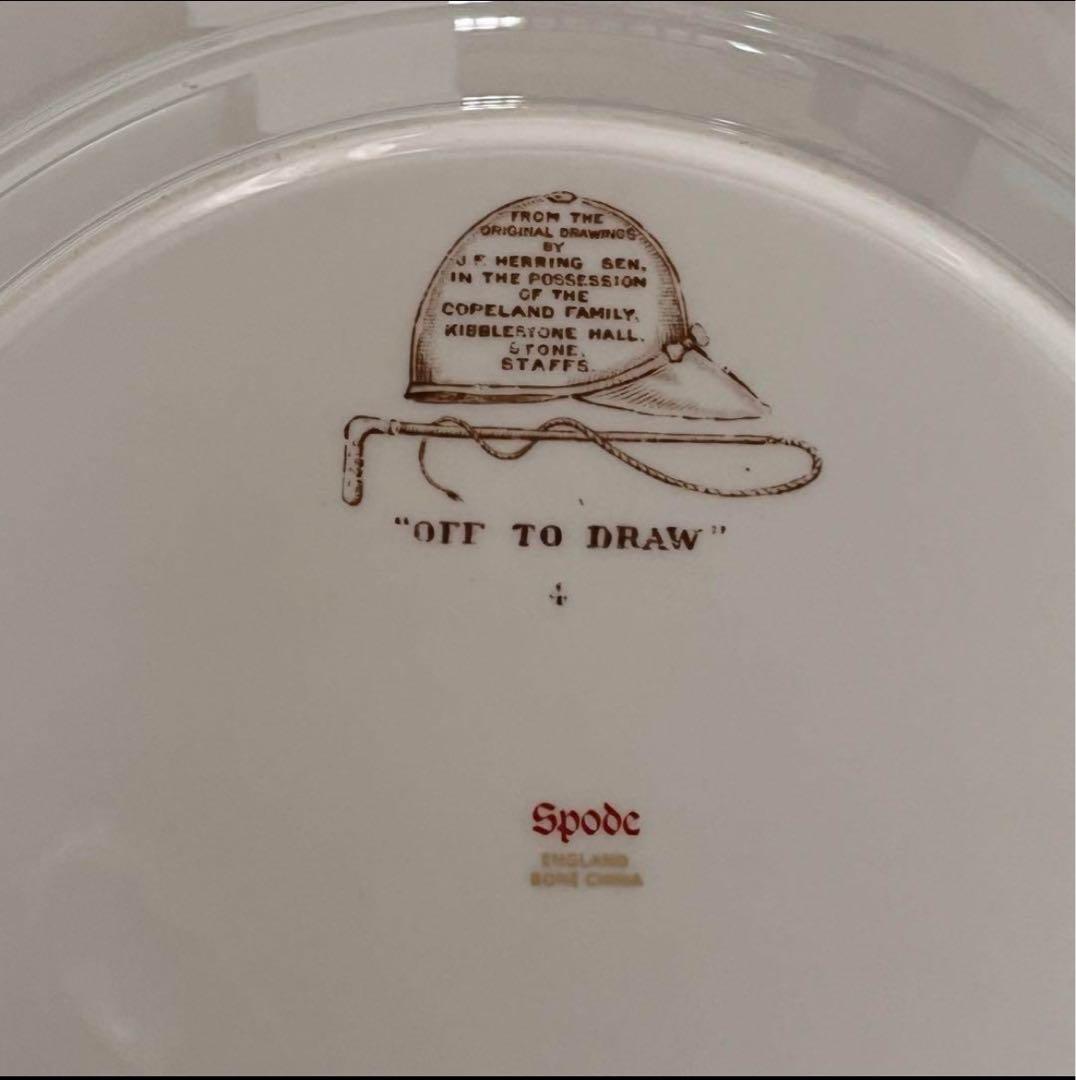 FROM THE
ORIGINAL DRAWINGS
BY
J F. HERRING SEN,
IN THE POSSESSION
OF THE
COPELAND FAMILY,
KIBBLESTONE HALL,
STONE,
STAFFS.
"OFF TO DRAW"
Spode
ENGLAND
BONE CHINA